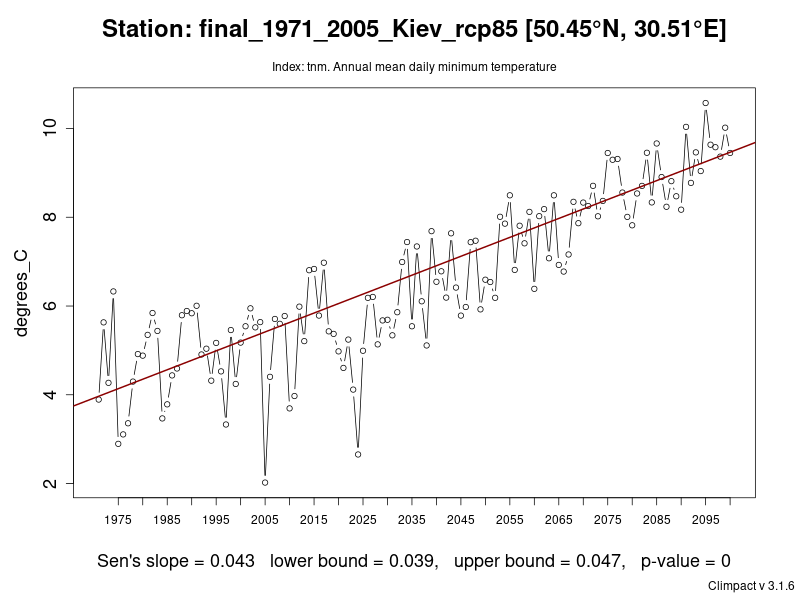 Station: final_1971_2005_Kiev_rcp85 [50.45°N, 30.51°E]
Index: tnm. Annual mean daily minimum temperature
degrees_C
10
8
6
4
2
1975 1985 1995 2005 2015 2025 2035 2045 2055 2065 2075 2085 2095
Sen's slope = 0.043 lower bound = 0.039, upper bound = 0.047, p-value = 0
Climpact v 3.1.6